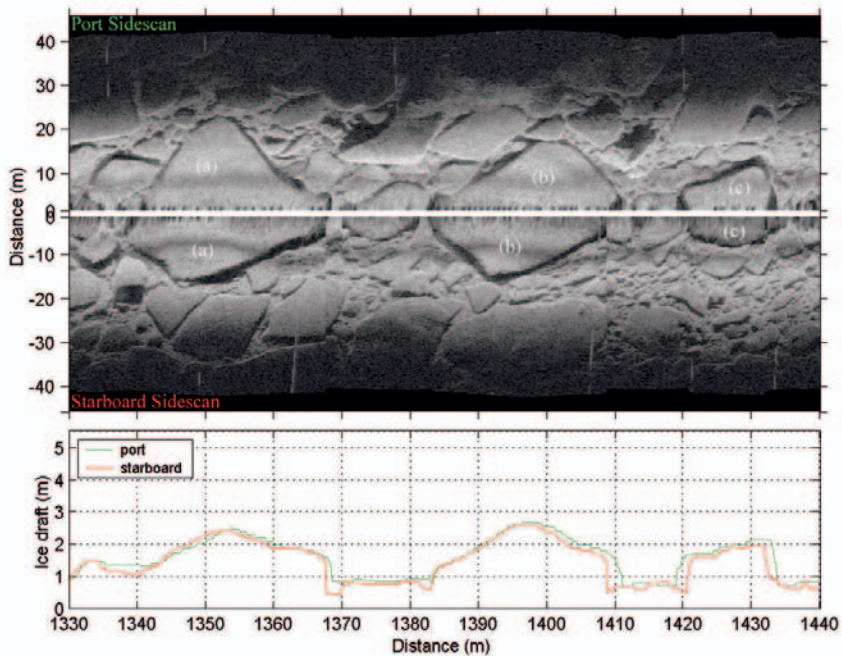 Port Sidescan
40
30
20
10
0
0
-10
-20
-30
-40
Distance (m)
(a)
(b)
(c)
(a)
(b)
(c)
Starboard Sidescan
port
starboard
5
4
3
2
1
0
Ice draft (m)
1330 1340 1350 1360 1370 1380 1390 1400 1410 1420 1430 1440
Distance (m)